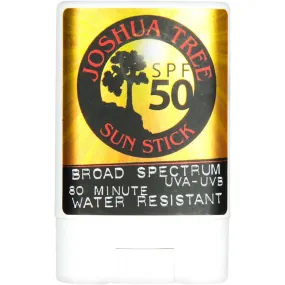 JOSHUA TREE
SPF
50
SUN STICK
BROAD SPECTRUM
UVA-UVB
80 MINUTE
WATER RESISTANT